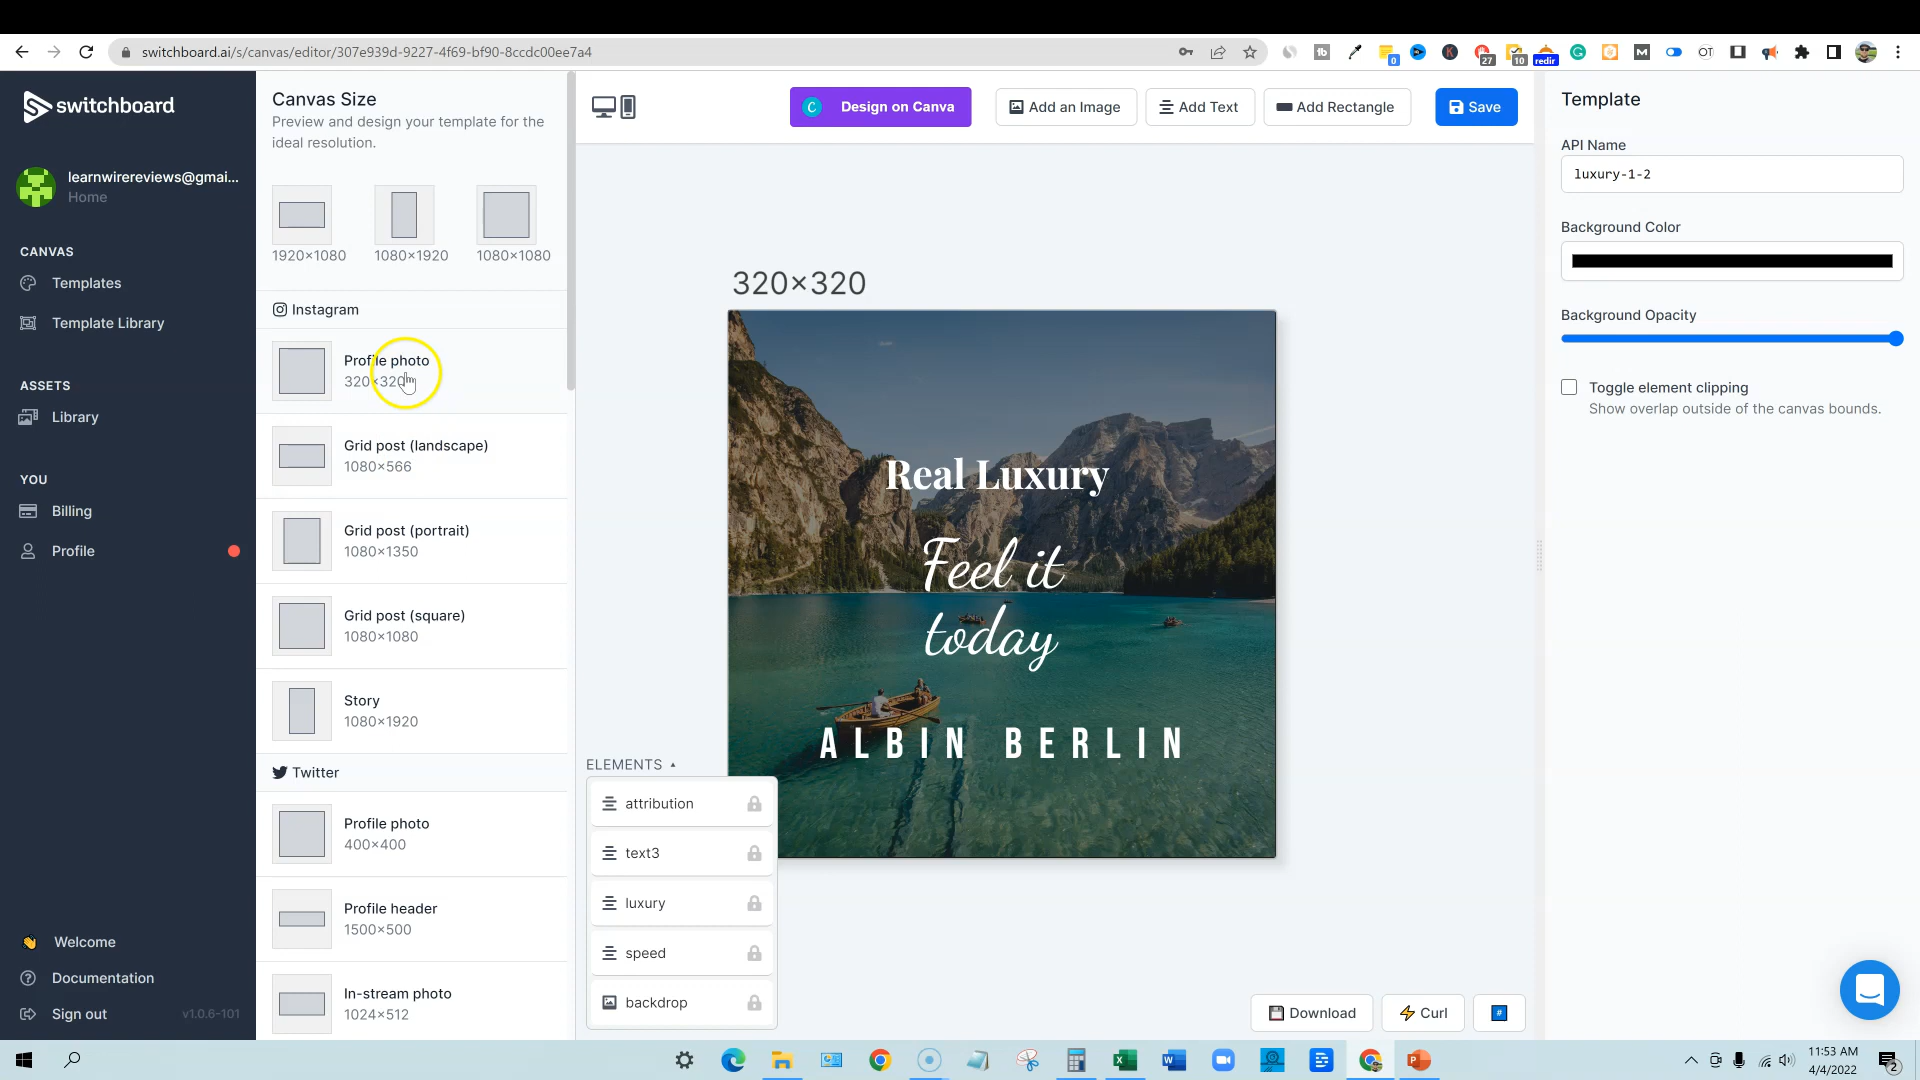 switchboard.ai/s/canvas/editor/307e939d-9227-4f69-bf90-8ccdc00ee7a4
0
27
10
redir
switchboard
learnwirereviews@gmai...
Home
CANVAS
Templates
Template Library
ASSETS
Library
YOU
Billing
Profile
Welcome
Documentation
Sign out
v1.0.6-101
Canvas Size
Preview and design your template for the
ideal resolution.
1920×1080
1080×1920
1080×1080
Instagram
Profile photo
320×320
Grid post (landscape)
1080×566
Grid post (portrait)
1080×1350
Grid post (square)
1080×1080
Story
1080×1920
Twitter
Profile photo
400×400
Profile header
1500×500
In-stream photo
1024×512
C
Design on Canva
Add an Image
Add Text
Add Rectangle
Save
320×320
Real Luxury
Feel it
today
ALBIN BERLIN
ELEMENTS
attribution
text3
luxury
speed
backdrop
Download
Curl
#
Template
API Name
luxury-1-2
Background Color
Background Opacity
Toggle element clipping
Show overlap outside of the canvas bounds.
11:53 AM
4/4/2022
2